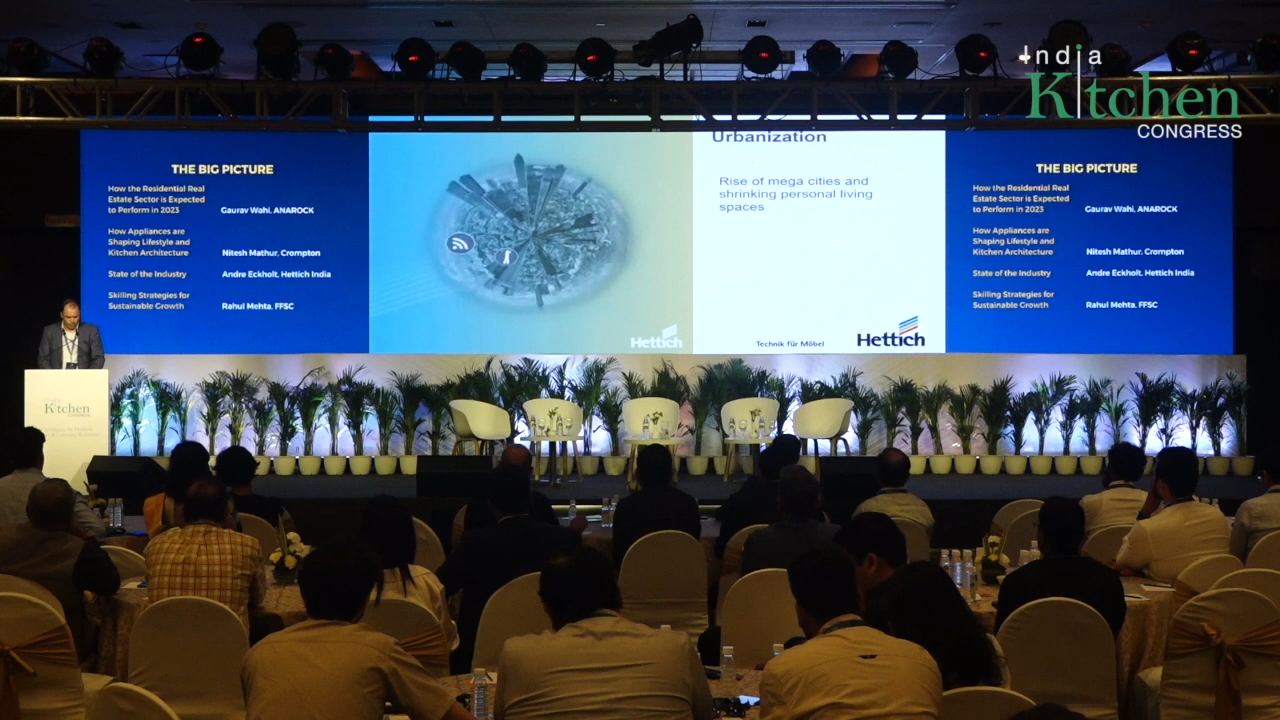 India
Kitchen
CONGRESS
THE BIG PICTURE
How the Residential Real
Estate Sector is Expected
to Perform in 2023
Gaurav Wahi, ANAROCK
How Appliances are
Shaping Lifestyle and
Kitchen Architecture
Nitesh Mathur, Crompton
State of the Industry
Andre Eckholt, Hettich India
Skilling Strategies for
Sustainable Growth
Rahul Mehta, FFSC
Hettich
Urbanization
Rise of mega cities and
shrinking personal living
spaces
Technik für Möbel
Hettich
THE BIG PICTURE
How the Residential Real
Estate Sector is Expected
to Perform in 2023
Gaurav Wahi, ANAROCK
How Appliances are
Shaping Lifestyle and
Kitchen Architecture
Nitesh Mathur, Crompton
State of the Industry
Andre Eckholt, Hettich India
Skilling Strategies for
Sustainable Growth
Rahul Mehta, FFSC
Kitchen
CONGRESS